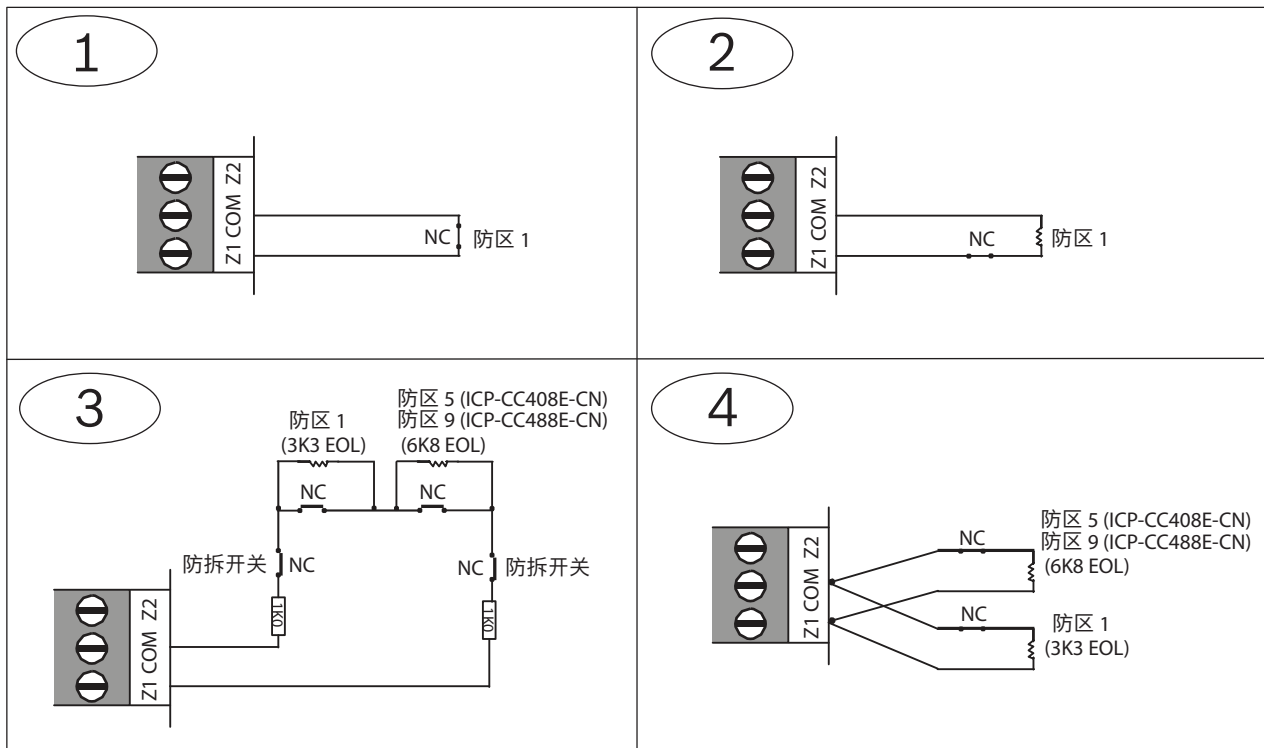 1
Z1 COM Z2
NC
防区 1
2
Z1 COM Z2
NC
防区 1
3
防区 1
(3K3 EOL)
防区 5 (ICP-CC408E-CN)
防区 9 (ICP-CC488E-CN)
(6K8 EOL)
NC
NC
防拆开关
NC
NC
防拆开关
1K0
1K0
Z1 COM Z2
4
Z1 COM Z2
NC
防区 5 (ICP-CC408E-CN)
防区 9 (ICP-CC488E-CN)
(6K8 EOL)
NC
防区 1
(3K3 EOL)